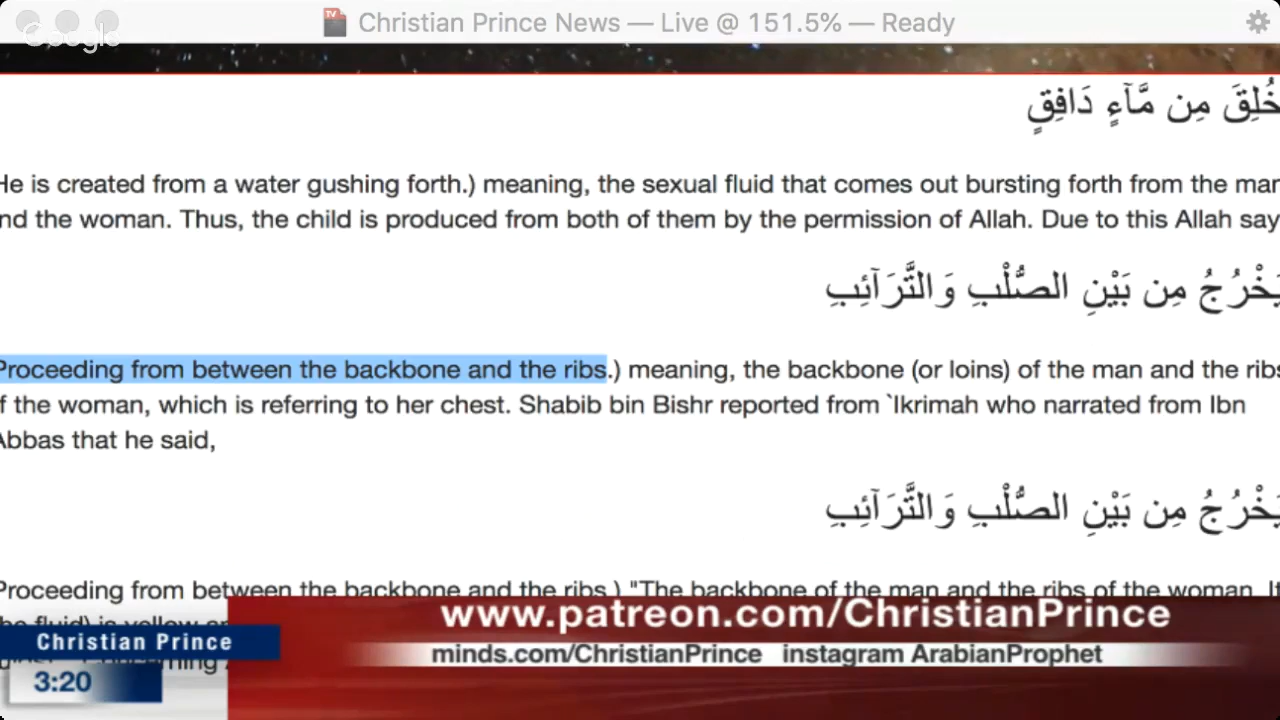 Christian Prince News — Live @ 151.5% — Ready
Google
خُلِقَ مِن مَّآءٍ دَافِقٍ
He is created from a water gushing forth.) meaning, the sexual fluid that comes out bursting forth from the man
nd the woman. Thus, the child is produced from both of them by the permission of Allah. Due to this Allah say
يَخْرُجُ مِن بَيْنِ الصُّلْبِ وَالتَّرَآئِبِ
Proceeding from between the backbone and the ribs.) meaning, the backbone (or loins) of the man and the ribs
f the woman, which is referring to her chest. Shabib bin Bishr reported from `Ikrimah who narrated from Ibn
Abbas that he said,
يَخْرُجُ مِن بَيْنِ الصُّلْبِ وَالتَّرَآئِبِ
Proceeding from between the backbone and the ribs.) "The backbone of the man and the ribs of the woman. It
he fluid) is yellow
www.patreon.com/ChristianPrince
Christian Prince
minds.com/ChristianPrince instagram ArabianProphet
3:20